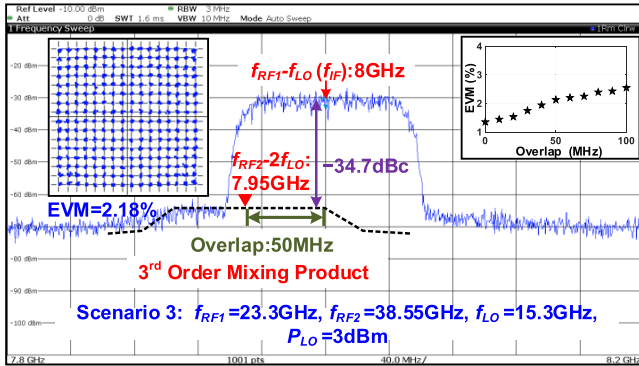 Ref Level -10.00 dBm RBW 3 MHz
Att 0 dB SWT 1.6 ms VBW 10 MHz Mode Auto Sweep
1 Frequency Sweep 1Rm Clrw
-20 dBm
-30 dBm
-40 dBm
-50 dBm
-60 dBm
-70 dBm
-80 dBm
-90 dBm
-100 dBm
EVM=2.18%
fRF1-fLO (fIF):8GHz
fRF2-2fLO:
7.95GHz
−34.7dBc
EVM (%)
4
3
2
1
0 50 100
Overlap (MHz)
Overlap:50MHz
3rd Order Mixing Product
Scenario 3: fRF1=23.3GHz, fRF2=38.55GHz, fLO=15.3GHz,
PLO=3dBm
7.8 GHz 1001 pts 40.0 MHz/ 8.2 GHz